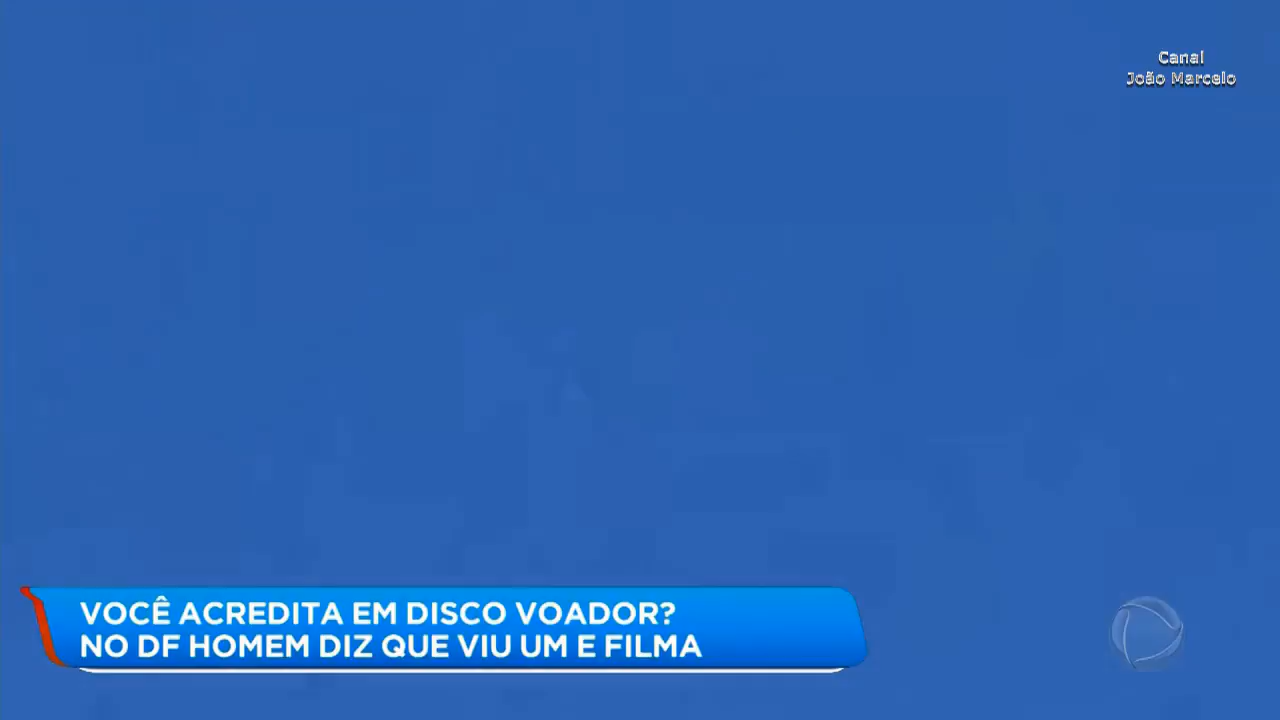 Canal
João Marcelo
VOCÊ ACREDITA EM DISCO VOADOR?
NO DF HOMEM DIZ QUE VIU UM E FILMA